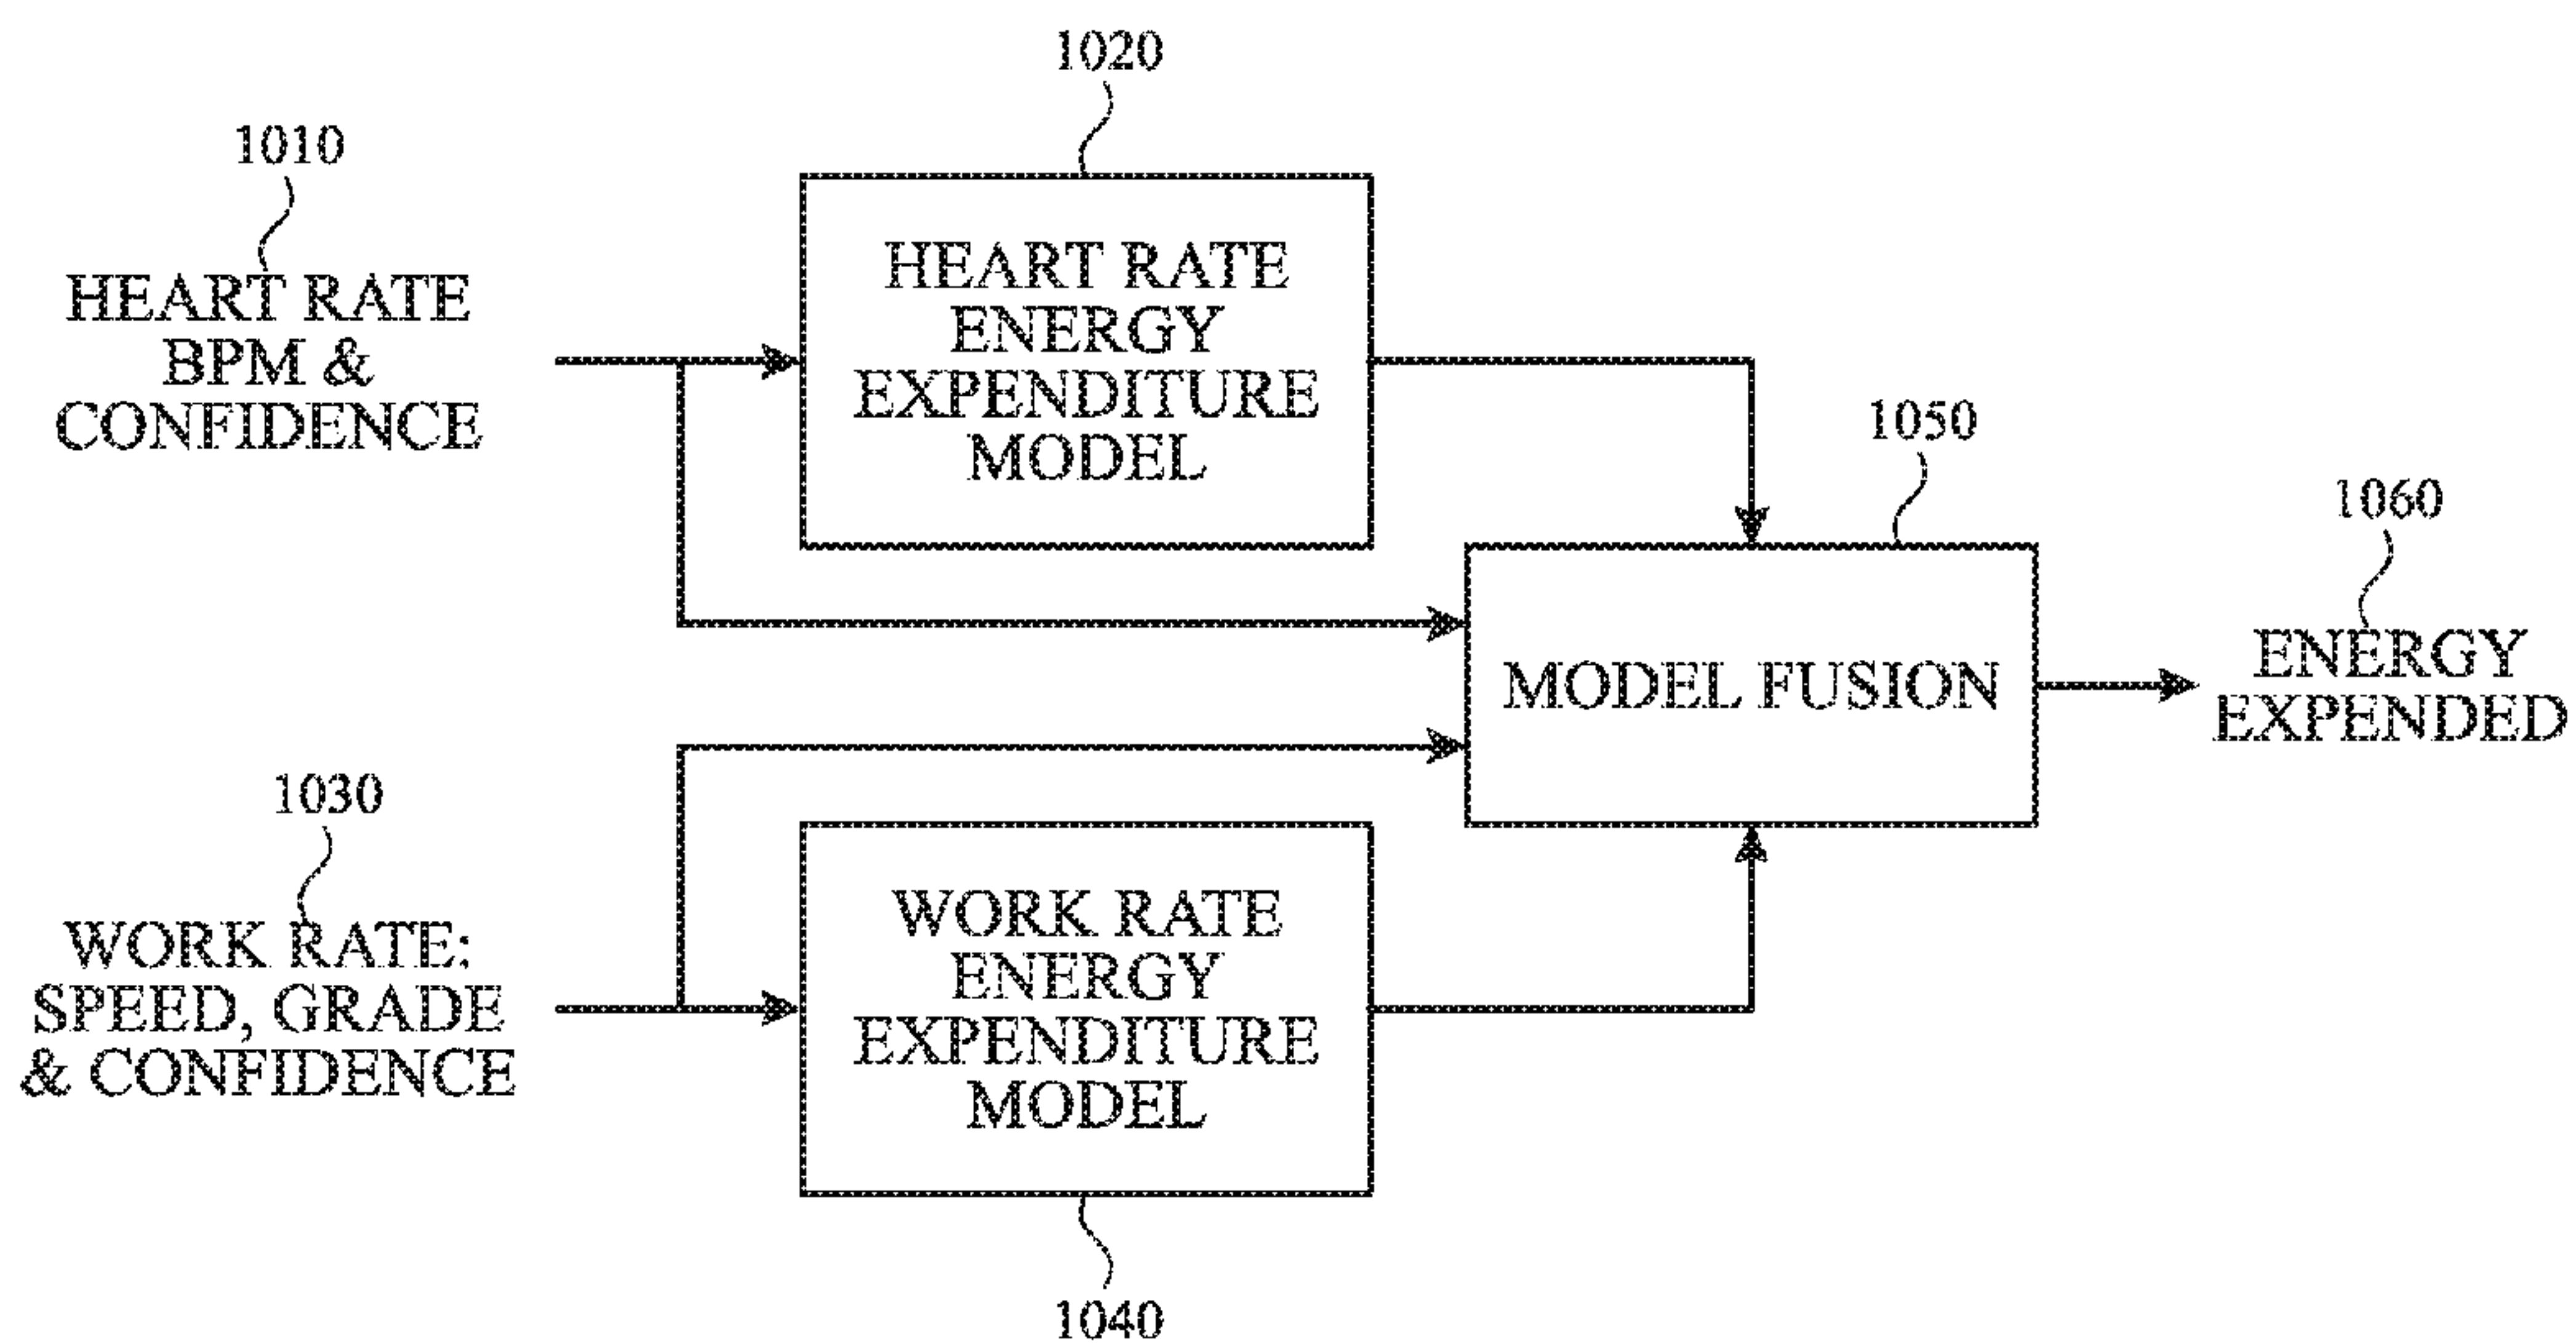 1020
1010
HEART RATE
BPM &
CONFIDENCE
HEART RATE
ENERGY
EXPENDITURE
MODEL
1050
1060
MODEL FUSION
ENERGY
EXPENDED
1030
WORK RATE:
SPEED, GRADE
& CONFIDENCE
WORK RATE
ENERGY
EXPENDITURE
MODEL
1040